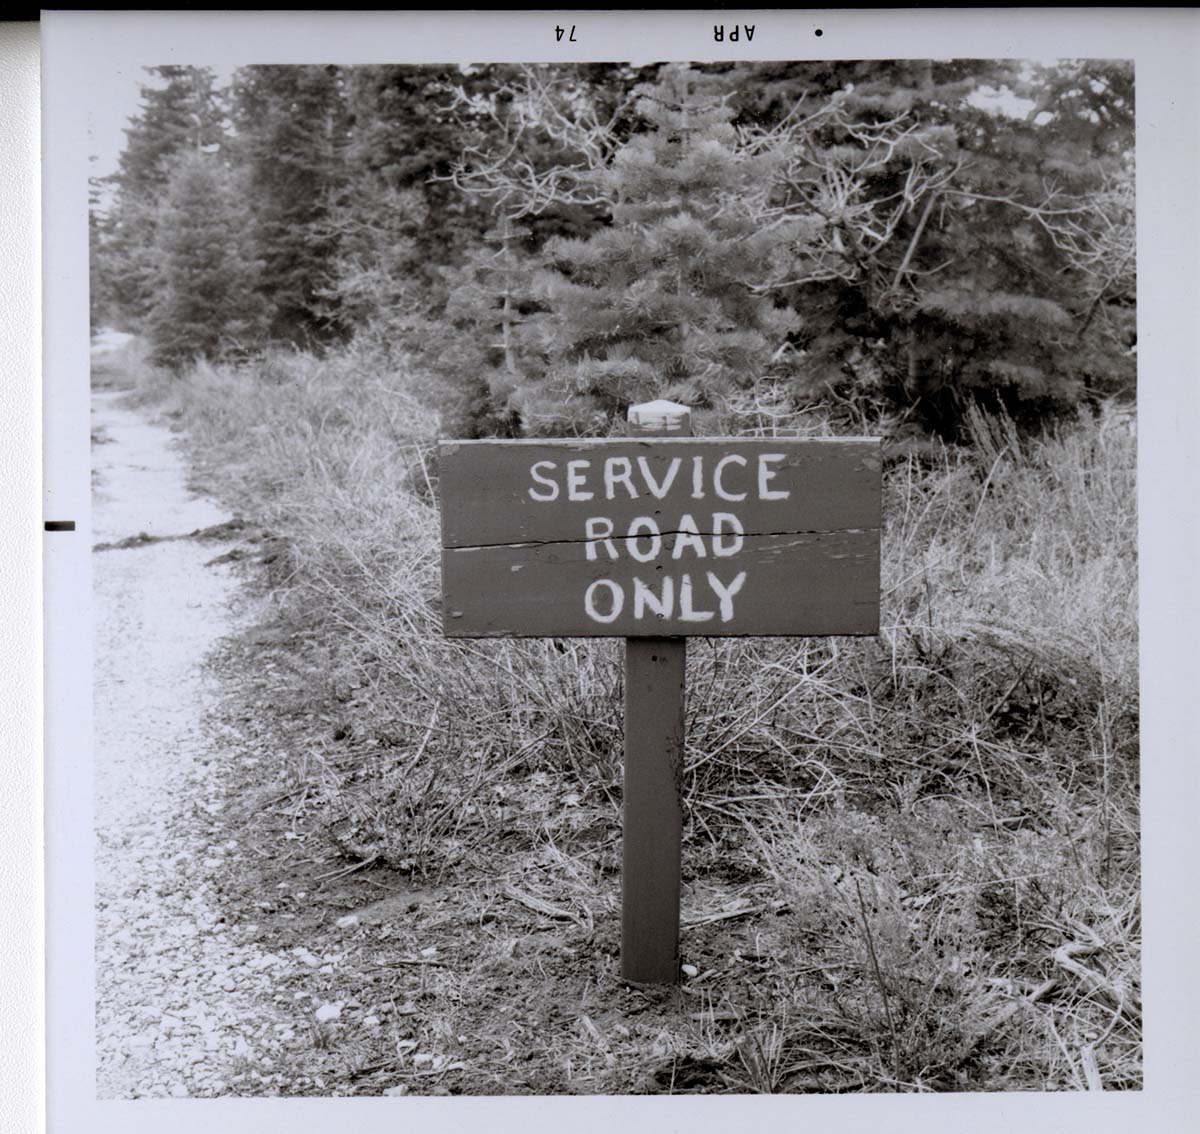 74 APR •
SERVICE
ROAD
ONLY